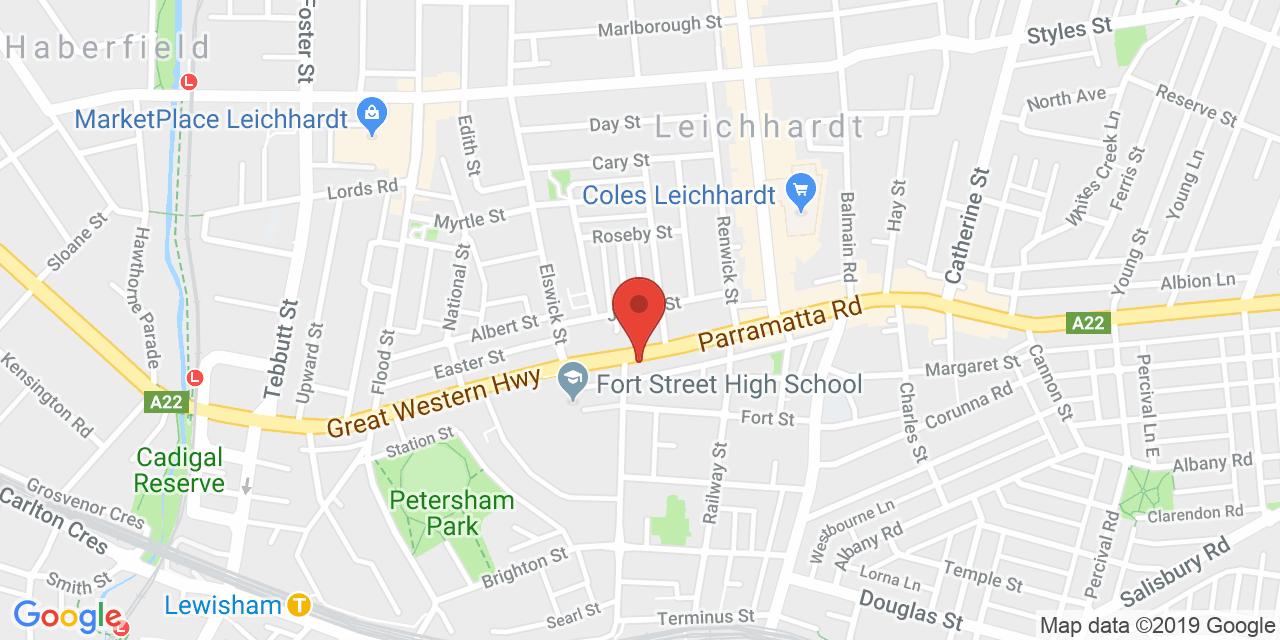 Marlborough St
Styles St
Haberfield
Foster St
MarketPlace Leichhardt
North Ave
Reserve St
Day St
Leichhardt
Edith St
Cary St
Whites Creek Ln
Ferris St
Young Ln
Lords Rd
Coles Leichhardt
Myrtle St
Hay St
Balmain Rd
Catherine St
Sloane St
Roseby St
Renwick St
Hawthorne Parade
National St
Elswick St
Young St
Albion Ln
St
Tebbutt St
Albert St
Parramatta Rd
A22
Upward St
Flood St
Easter St
Great Western Hwy
Fort Street High School
Margaret St
Cannon St
Percival Ln E
Kensington Rd
A22
Charles St
Corunna Rd
Fort St
Station St
Cadigal
Reserve
Albany Rd
Railway St
Petersham
Park
Grosvenor Cres
Carlton Cres
Westbourne Ln
Albany Rd
Clarendon Rd
Percival Rd
Salisbury Rd
Brighton St
Smith St
Lorna Ln
Temple St
Lewisham
T
Searl St
Terminus St
Douglas St
Google
Map data ©2019 Google
L
L
L